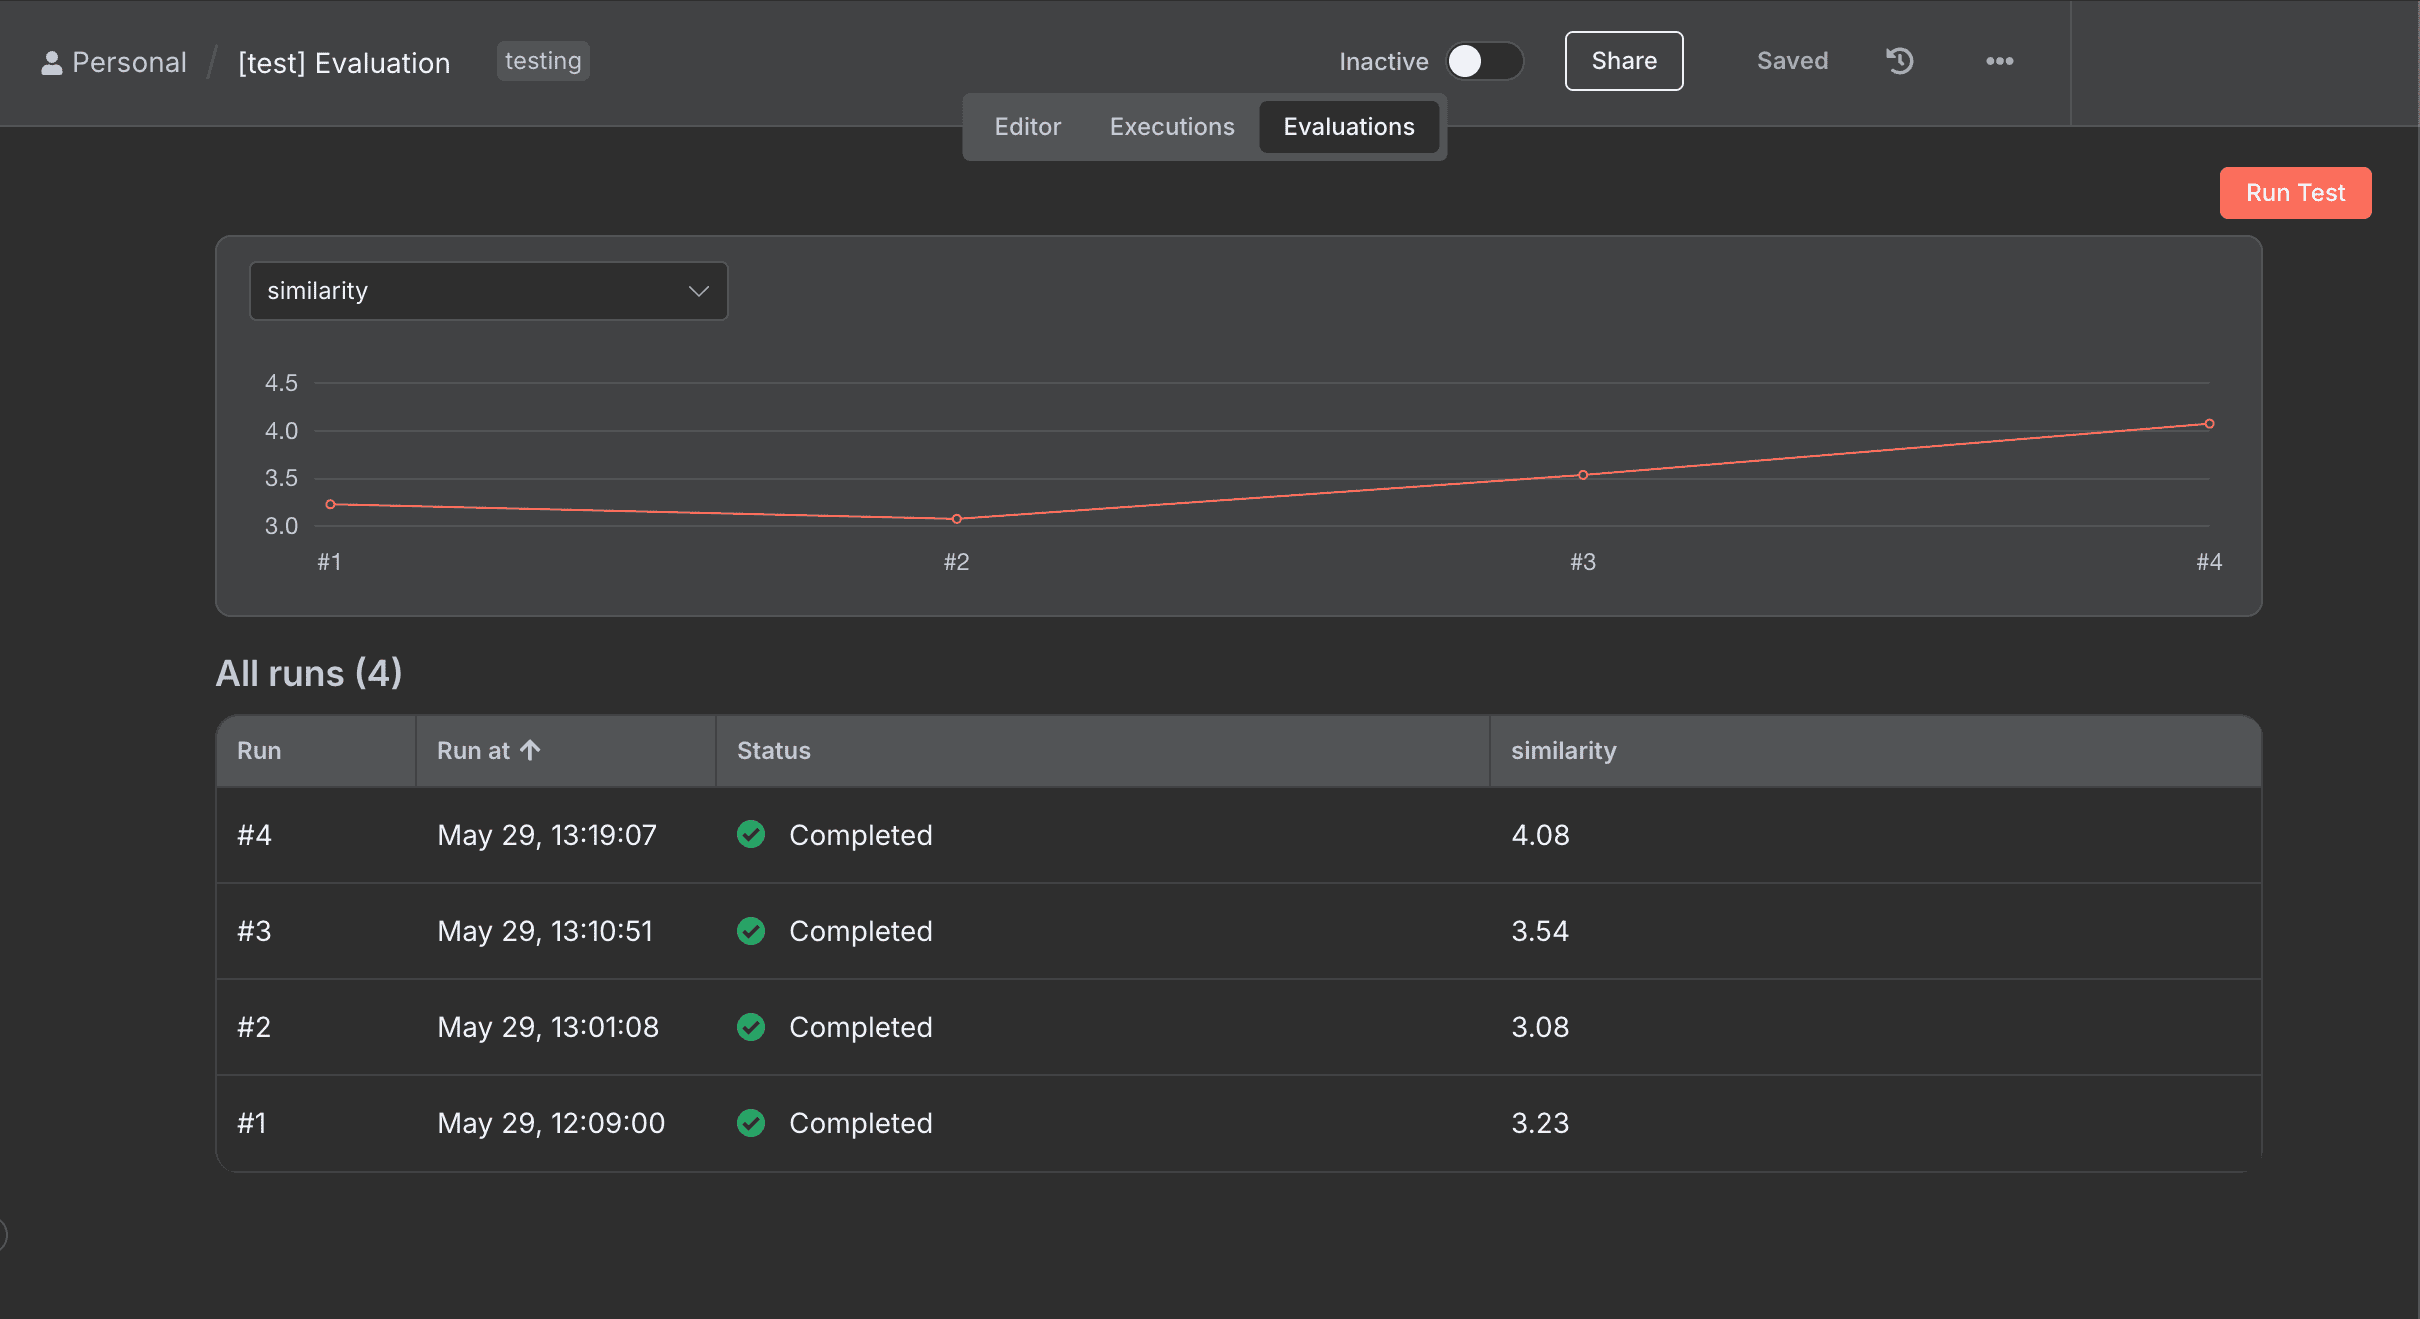 Personal / [test] Evaluation testing Inactive Share Saved
Editor Executions Evaluations
Run Test
similarity
4.5
4.0
3.5
3.0
#1 #2 #3 #4
All runs (4)
Run Run at Status similarity
#4 May 29, 13:19:07 Completed 4.08
#3 May 29, 13:10:51 Completed 3.54
#2 May 29, 13:01:08 Completed 3.08
#1 May 29, 12:09:00 Completed 3.23